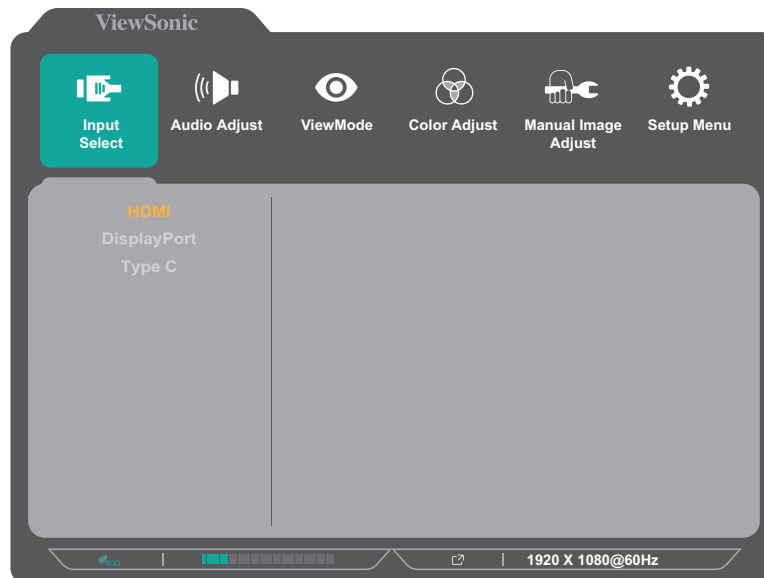 ViewSonic
Input
Select
Audio Adjust
ViewMode
Color Adjust
Manual Image
Adjust
Setup Menu
HDMI
DisplayPort
Type C
eco
1920 X 1080@60Hz